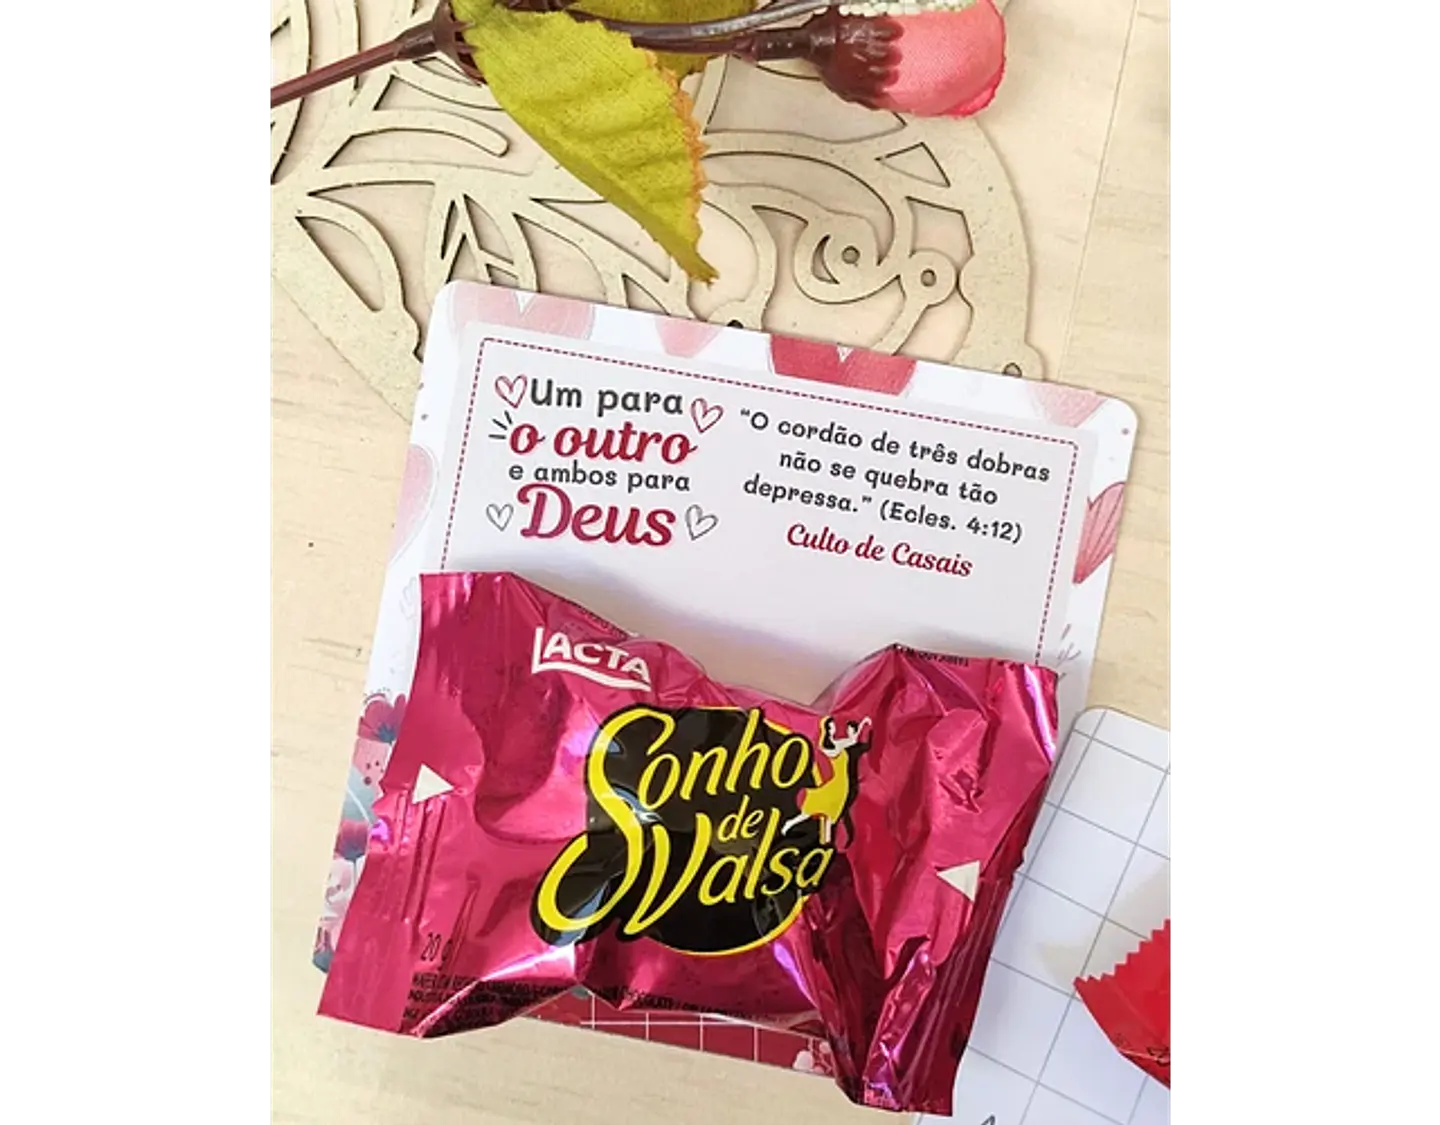 Um para
o outro
e ambos para
Deus
“O cordão de três dobras
não se quebra tão
depressa.” (Ecles. 4:12)
Culto de Casais
LACTA
Sonho
de
Valsa
20 g